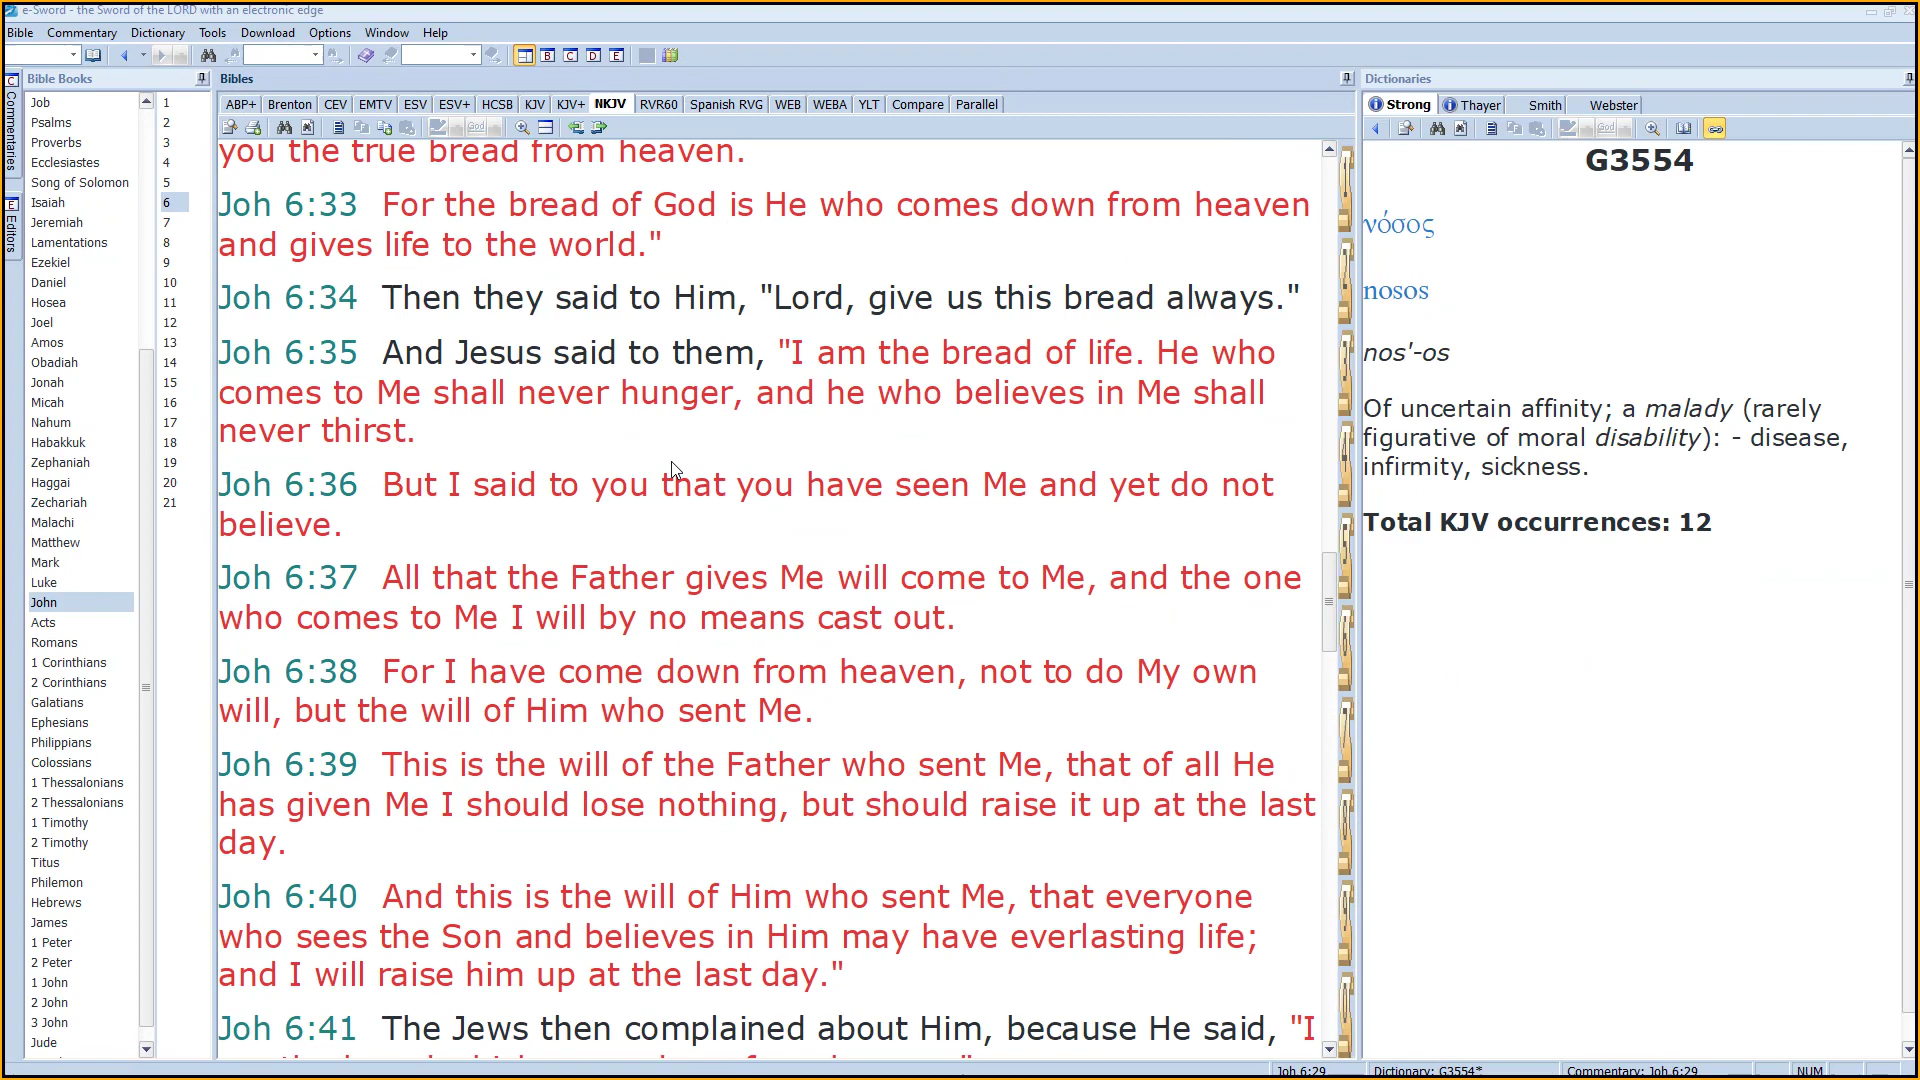 e-Sword - the Sword of the LORD with an electronic edge
Bible Commentary Dictionary Tools Download Options Window Help
B C D E
C Commentaries
E Editors
Bible Books
Job
Psalms
Proverbs
Ecclesiastes
Song of Solomon
Isaiah
Jeremiah
Lamentations
Ezekiel
Daniel
Hosea
Joel
Amos
Obadiah
Jonah
Micah
Nahum
Habakkuk
Zephaniah
Haggai
Zechariah
Malachi
Matthew
Mark
Luke
John
Acts
Romans
1 Corinthians
2 Corinthians
Galatians
Ephesians
Philippians
Colossians
1 Thessalonians
2 Thessalonians
1 Timothy
2 Timothy
Titus
Philemon
Hebrews
James
1 Peter
2 Peter
1 John
2 John
3 John
Jude
1
2
3
4
5
6
7
8
9
10
11
12
13
14
15
16
17
18
19
20
21
Bibles
ABP+ Brenton CEV EMTV ESV ESV+ HCSB KJV KJV+ NKJV RVR60 Spanish RVG WEB WEBA YLT Compare Parallel
God
you the true bread from heaven.
Joh 6:33 For the bread of God is He who comes down from heaven
and gives life to the world."
Joh 6:34 Then they said to Him, "Lord, give us this bread always."
Joh 6:35 And Jesus said to them, "I am the bread of life. He who
comes to Me shall never hunger, and he who believes in Me shall
never thirst.
Joh 6:36 But I said to you that you have seen Me and yet do not
believe.
Joh 6:37 All that the Father gives Me will come to Me, and the one
who comes to Me I will by no means cast out.
Joh 6:38 For I have come down from heaven, not to do My own
will, but the will of Him who sent Me.
Joh 6:39 This is the will of the Father who sent Me, that of all He
has given Me I should lose nothing, but should raise it up at the last
day.
Joh 6:40 And this is the will of Him who sent Me, that everyone
who sees the Son and believes in Him may have everlasting life;
and I will raise him up at the last day."
Joh 6:41 The Jews then complained about Him, because He said, "I
Dictionaries
Strong Thayer Smith Webster
God
G3554
νόσος
nosos
nos'-os
Of uncertain affinity; a malady (rarely
figurative of moral disability): - disease,
infirmity, sickness.
Total KJV occurrences: 12
Joh 6:29 Dictionary: G3554* Commentary: Joh 6:29 NUM